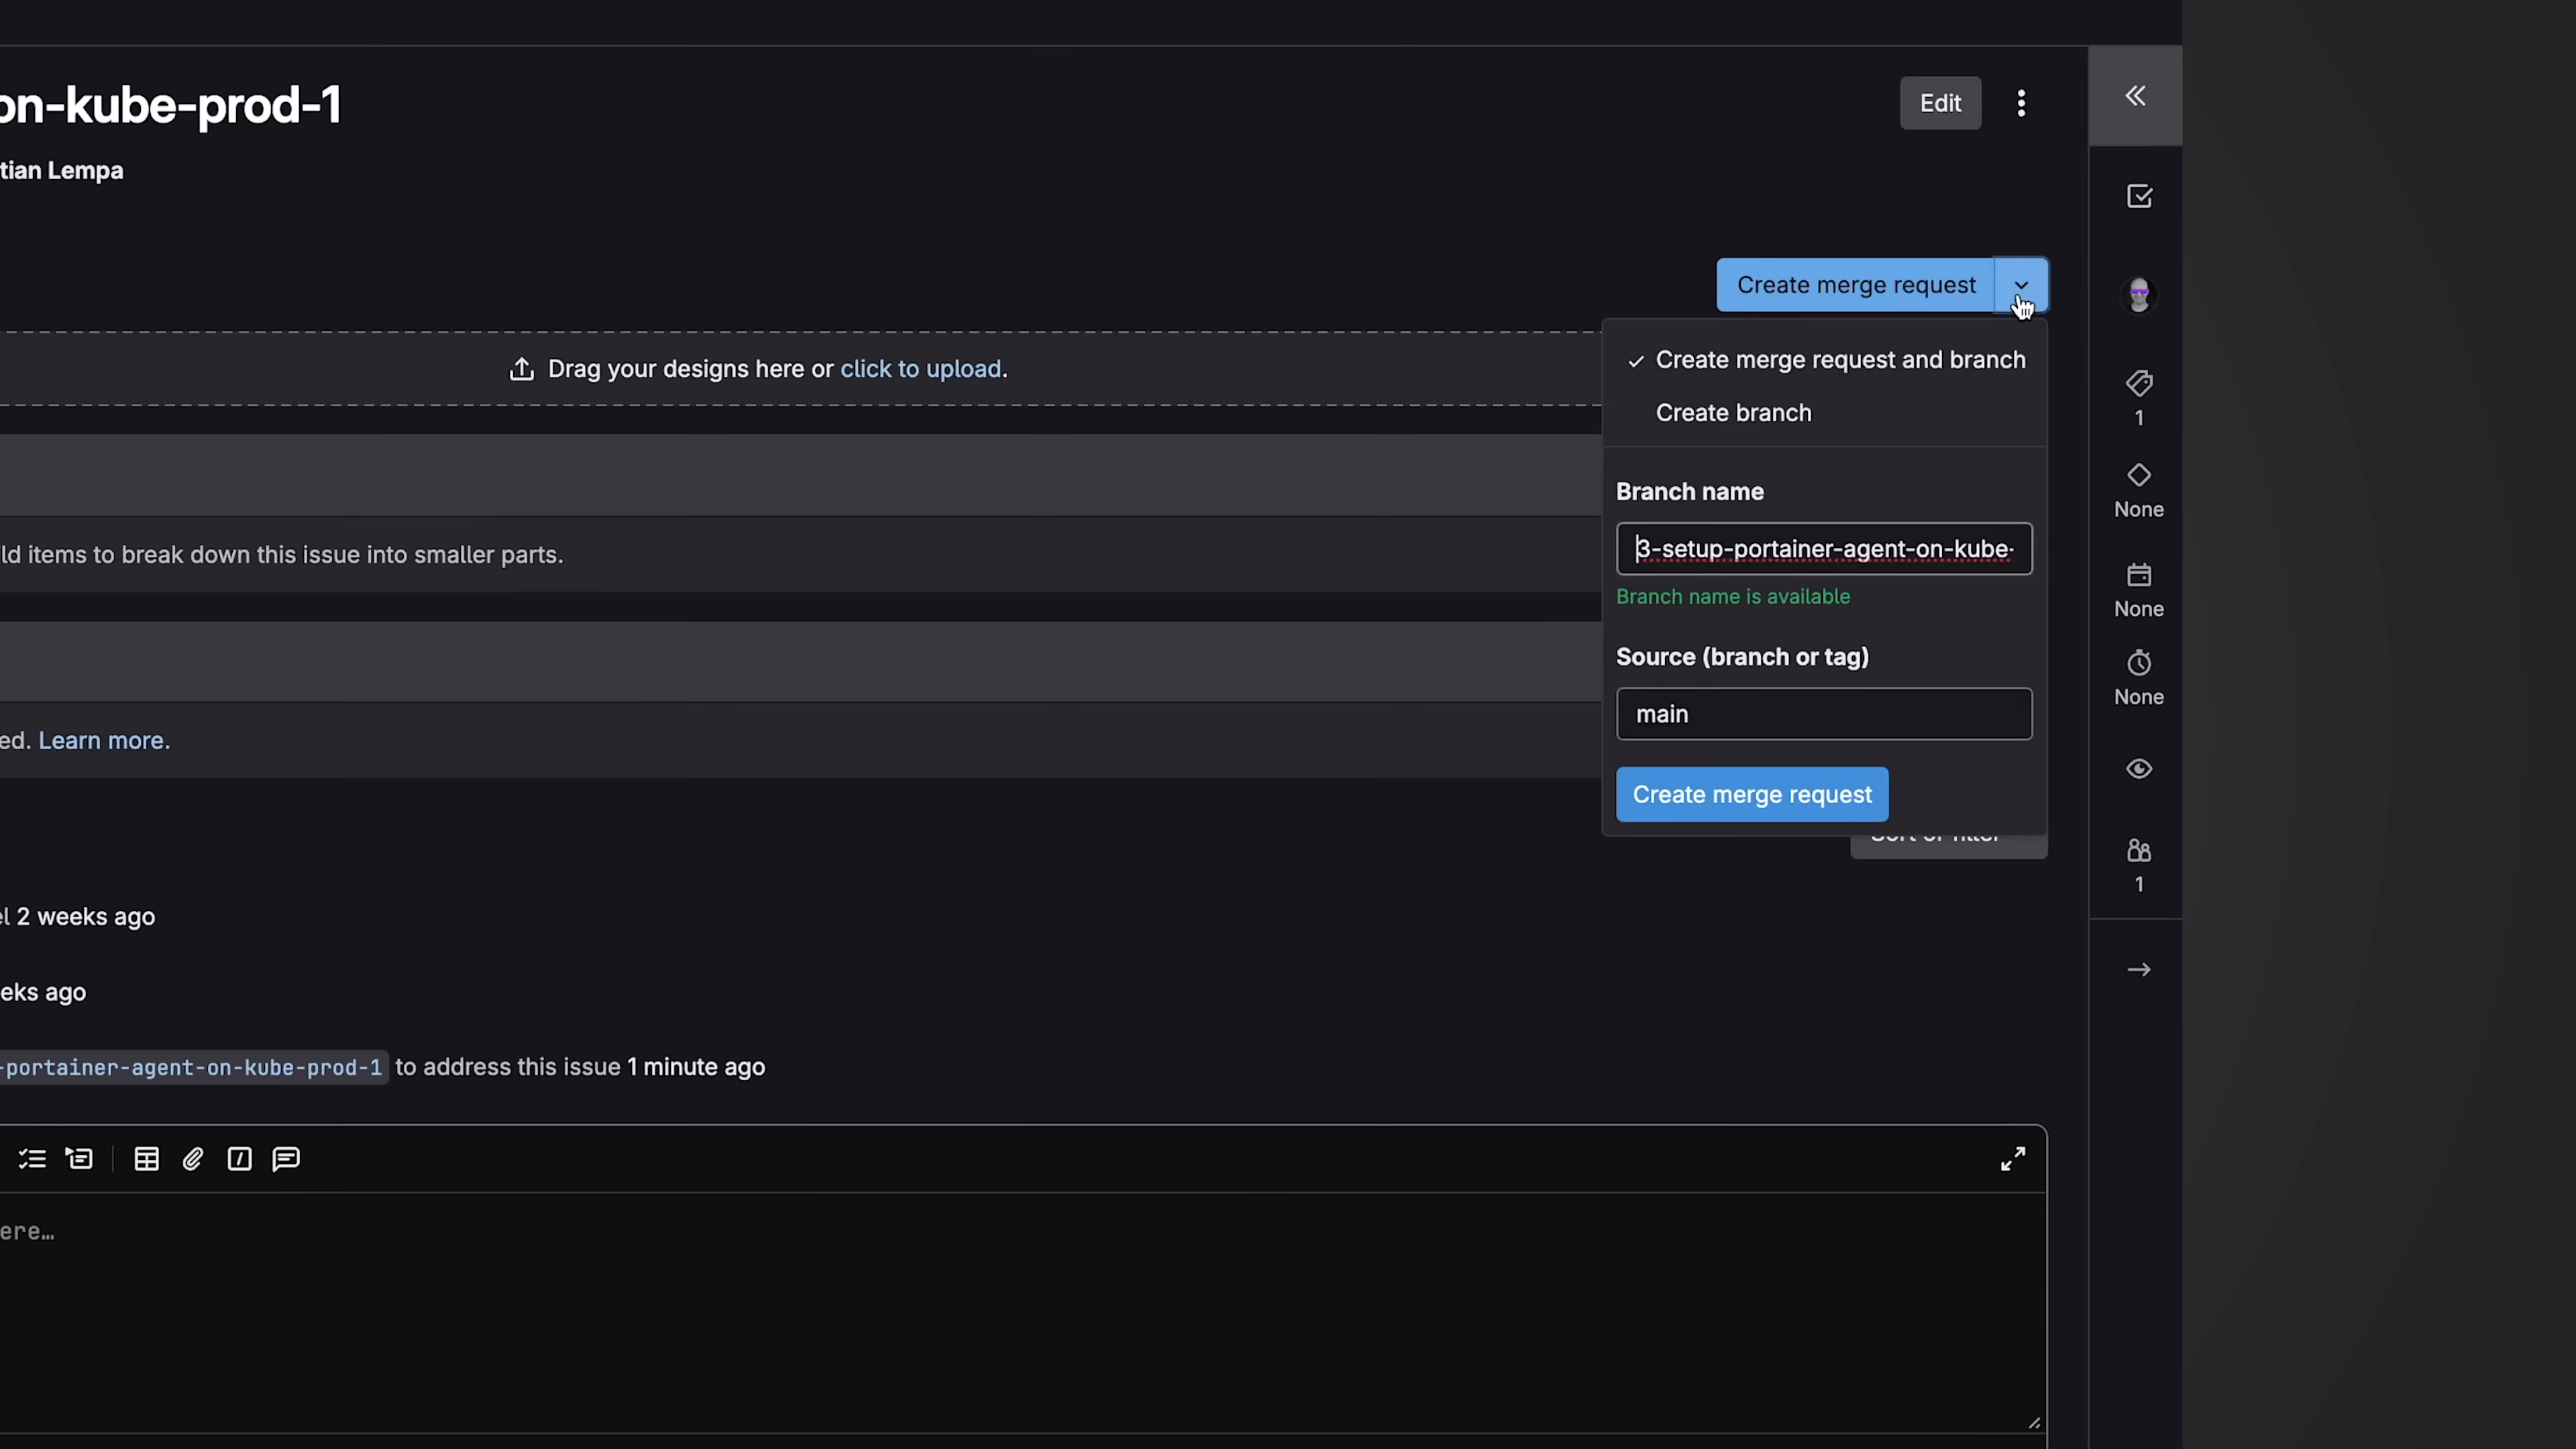 on-kube-prod-1
Edit
tian Lempa
Create merge request
Drag your designs here or click to upload.
Create merge request and branch
Create branch
1
Branch name
None
3-setup-portainer-agent-on-kube-
ld items to break down this issue into smaller parts.
Branch name is available
None
Source (branch or tag)
None
main
ed. Learn more.
Create merge request
1
el 2 weeks ago
eks ago
-portainer-agent-on-kube-prod-1 to address this issue 1 minute ago
ere…